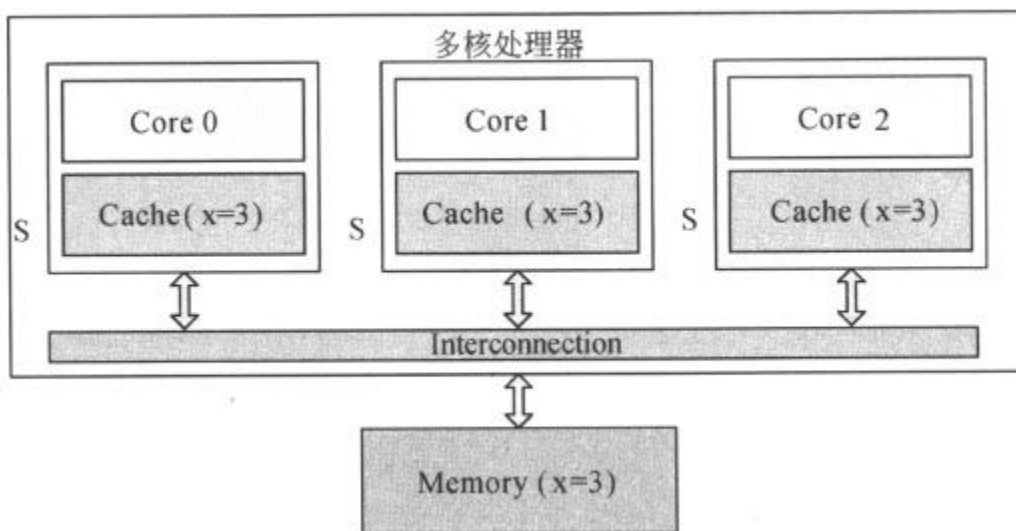 多核处理器
Core 0
Core 1
Core 2
S
Cache( x=3)
S
Cache ( x=3)
S
Cache( x=3)
Interconnection
Memory ( x=3)